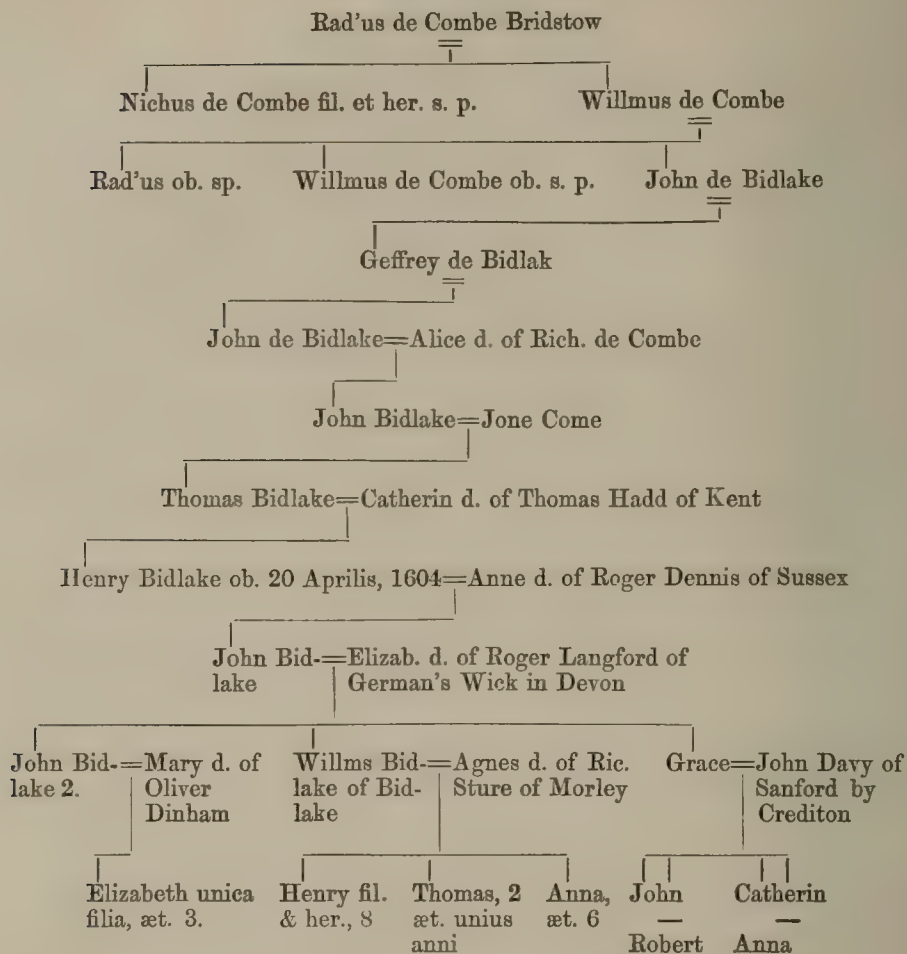 Rad'us de Combe Bridstow
Nichus de Combe fil. et her. s. p. Willmus de Combe
Rad'us ob. sp. Willmus de Combe ob. s. p. John de Bidlake
Geffrey de Bidlak
John de Bidlake=Alice d. of Rich. de Combe
John Bidlake=Jone Come
Thomas Bidlake=Catherin d. of Thomas Hadd of Kent
Henry Bidlake ob. 20 Aprilis, 1604=Anne d. of Roger Dennis of Sussex
John Bid-=Elizab. d. of Roger Langford of
lake German's Wick in Devon
John Bid-=Mary d. of Willms Bid-=Agnes d. of Ric. Grace=John Davy of
lake 2. Oliver lake of Bid- Sture of Morley Sanford by
Dinham lake Crediton
Elizabeth unica Henry fil. Thomas, 2 Anna, John Catherin
filia, æt. 3. & her., 8 æt. unius æt. 6 — —
anni Robert Anna